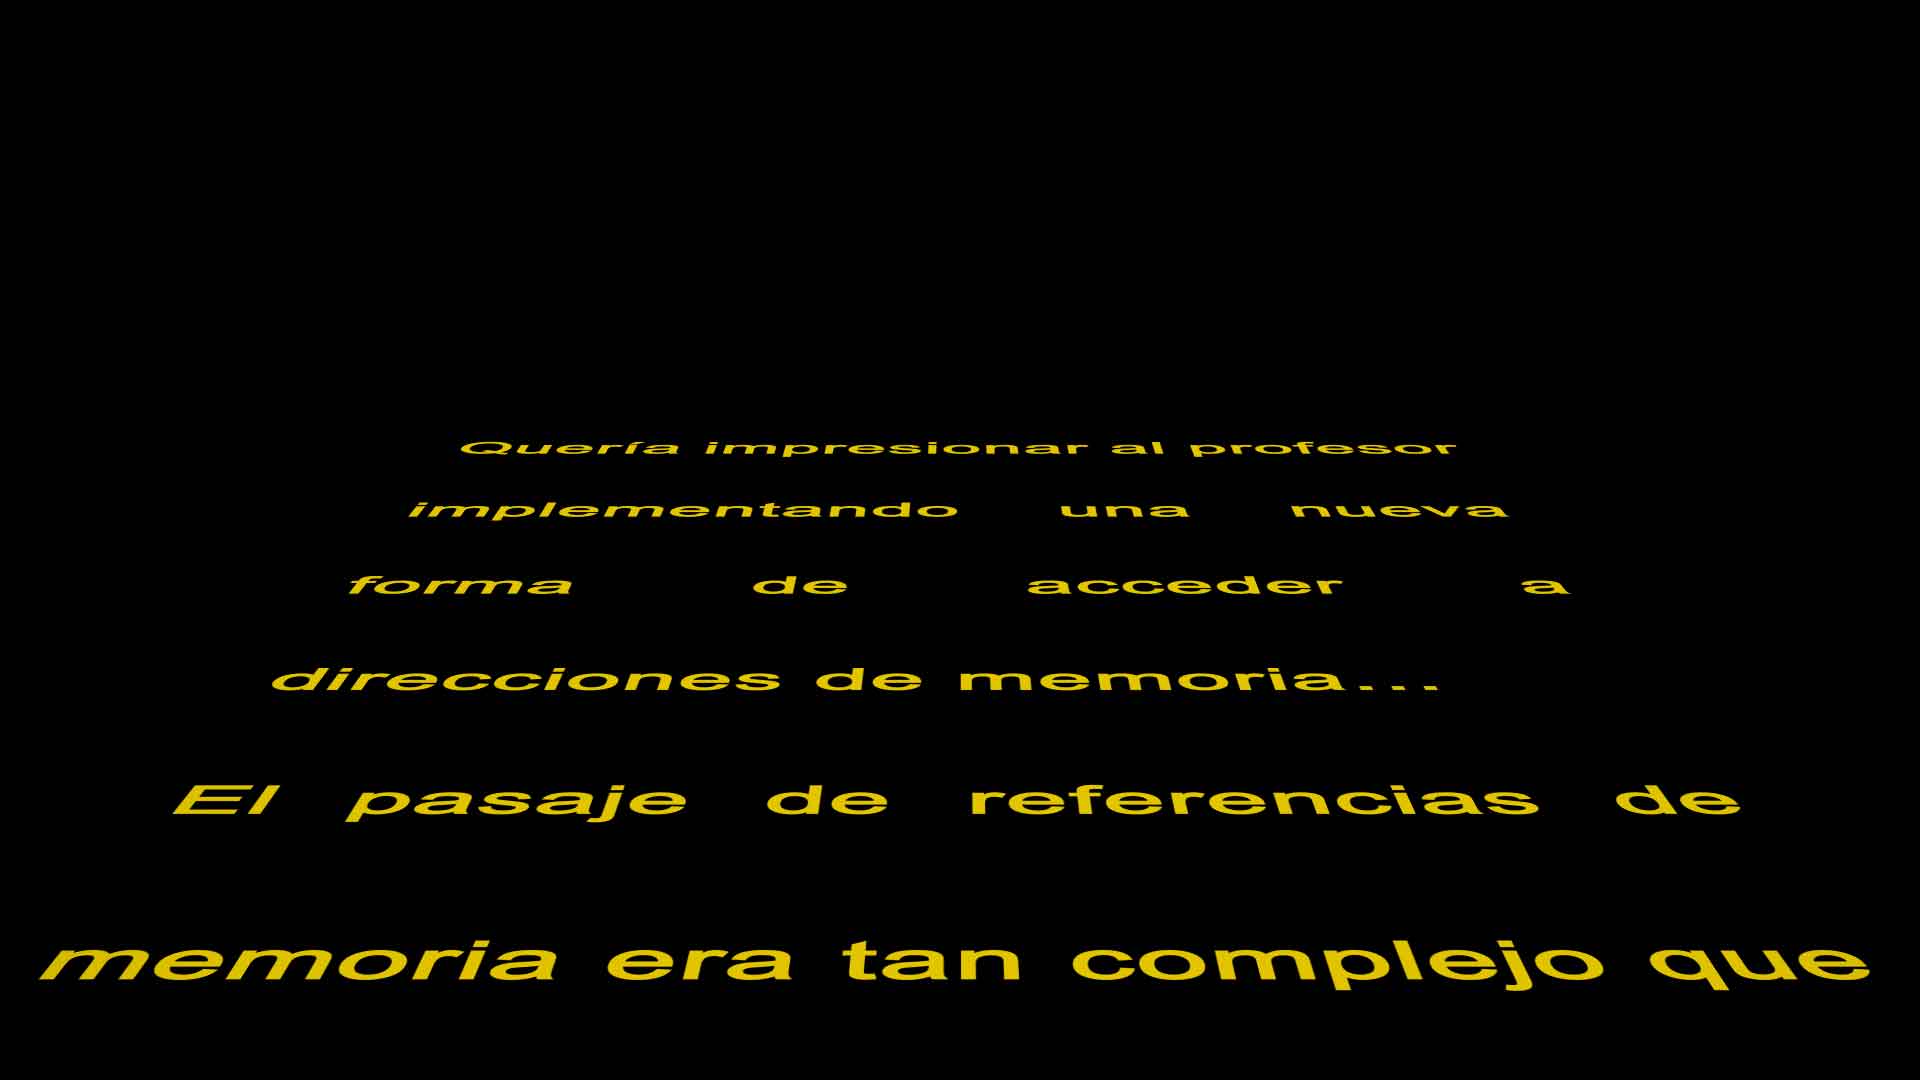 Quería impresionar al profesor
implementando una nueva
forma de acceder a
direcciones de memoria...
El pasaje de referencias de
memoria era tan complejo que